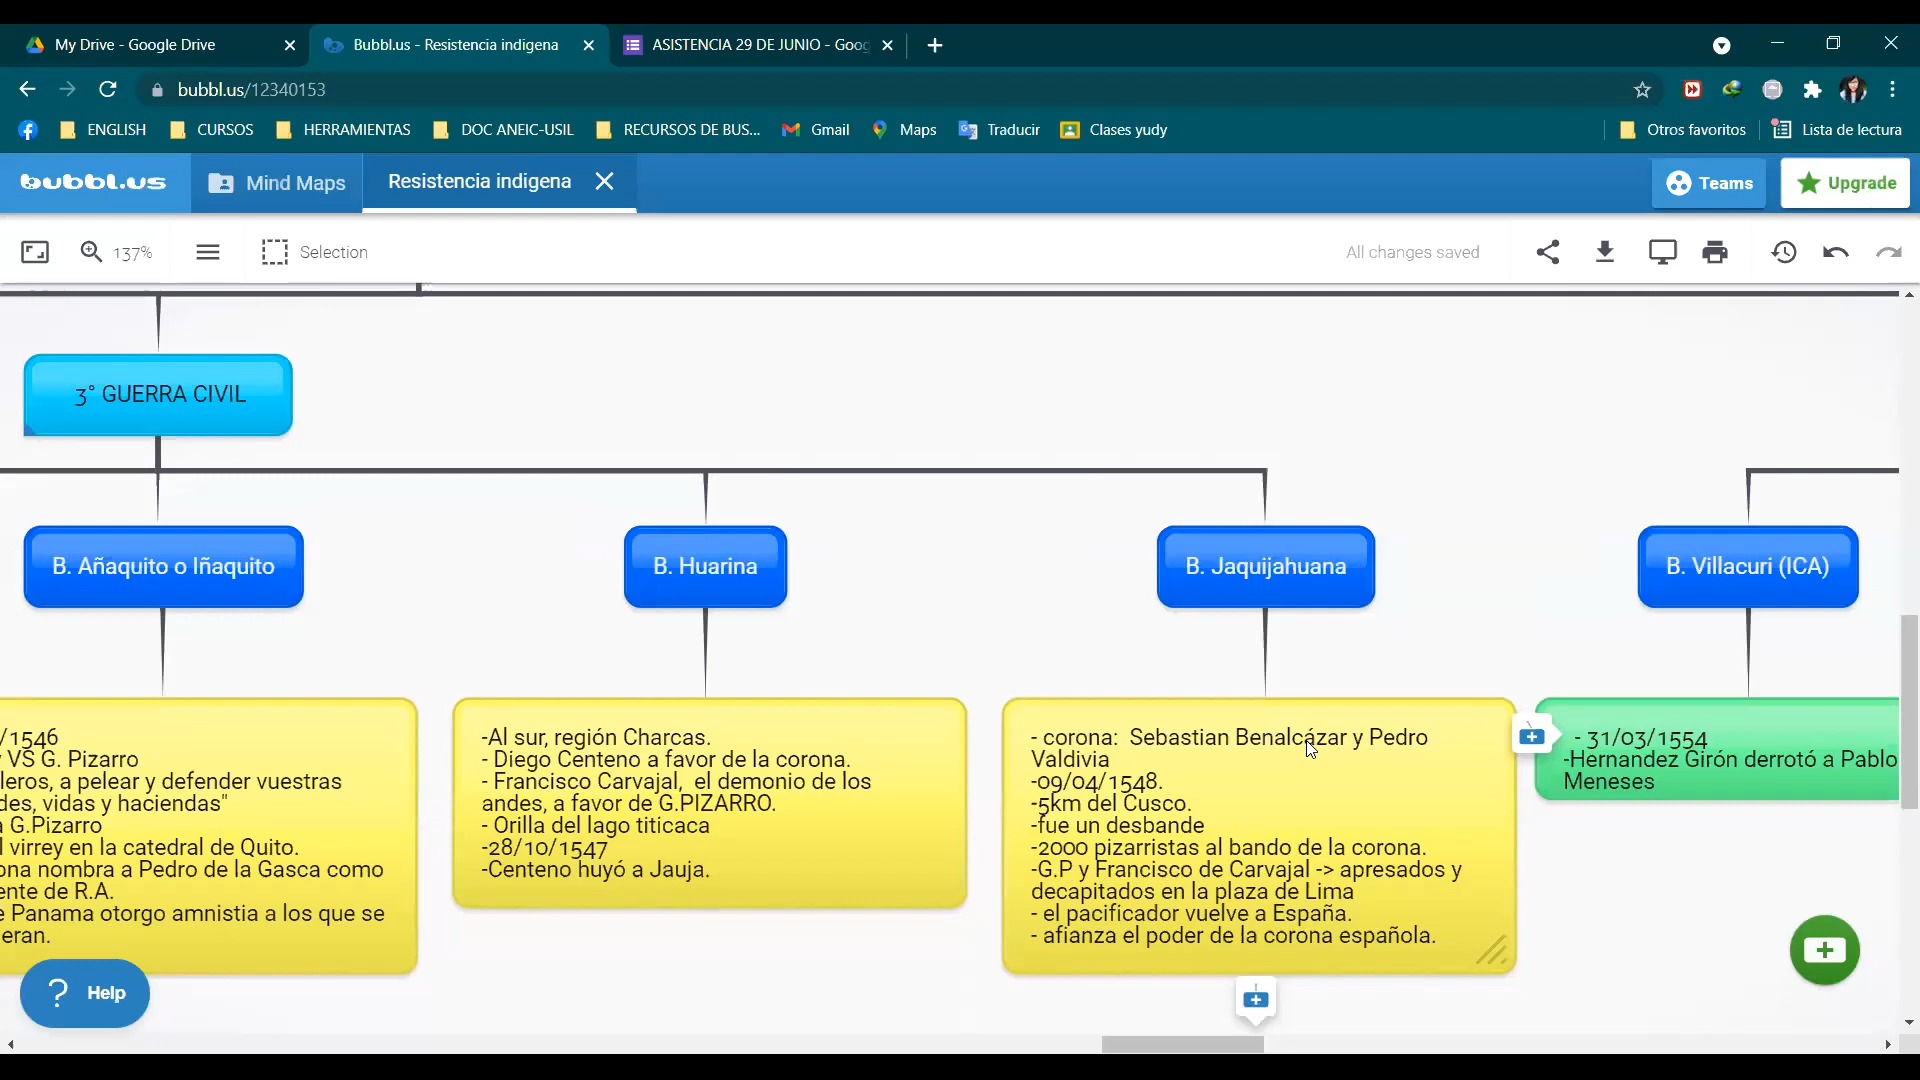 My Drive - Google Drive
Bubbl.us - Resistencia indigena
ASISTENCIA 29 DE JUNIO - Goog
bubbl.us/12340153
ENGLISH
CURSOS
HERRAMIENTAS
DOC ANEIC-USIL
RECURSOS DE BUS...
Gmail
Maps
Traducir
Clases yudy
Otros favoritos
Lista de lectura
bubbl.us
Mind Maps
Resistencia indigena
Teams
Upgrade
137%
Selection
All changes saved
3° GUERRA CIVIL
B. Añaquito o Iñaquito
B. Huarina
B. Jaquijahuana
B. Villacuri (ICA)
/1546
VS G. Pizarro
leros, a pelear y defender vuestras
des, vidas y haciendas"
a G.Pizarro
l virrey en la catedral de Quito.
ona nombra a Pedro de la Gasca como
ente de R.A.
e Panama otorgo amnistia a los que se
eran.
-Al sur, región Charcas.
- Diego Centeno a favor de la corona.
- Francisco Carvajal,  el demonio de los
andes, a favor de G.PIZARRO.
- Orilla del lago titicaca
-28/10/1547
-Centeno huyó a Jauja.
- corona:  Sebastian Benalcázar y Pedro
Valdivia
-09/04/1548.
-5km del Cusco.
-fue un desbande
-2000 pizarristas al bando de la corona.
-G.P y Francisco de Carvajal -> apresados y
decapitados en la plaza de Lima
- el pacificador vuelve a España.
- afianza el poder de la corona española.
- 31/03/1554
-Hernandez Girón derrotó a Pablo
Meneses
? Help